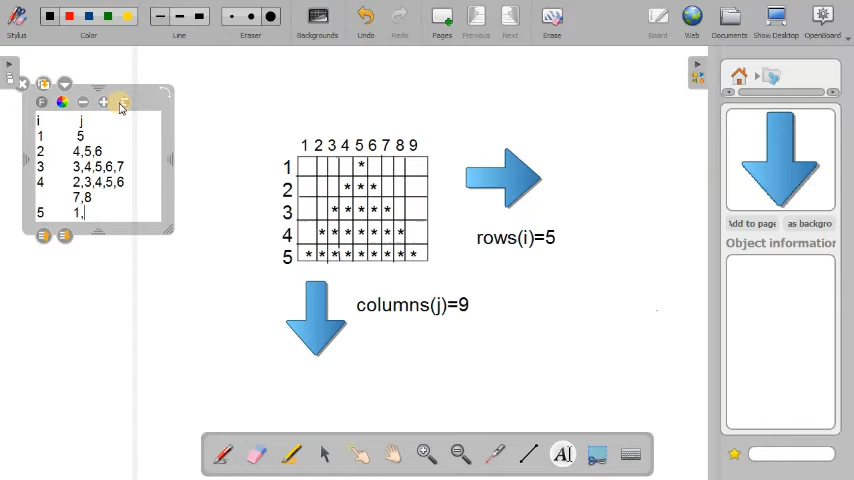 Stylus
Color
Line
Eraser
Backgrounds
Undo
Redo
Pages
Previous
Next
Erase
Board
Web
Documents
Show Desktop
OpenBoard
F
i j
1 5
2 4,5,6
3 3,4,5,6,7
4 2,3,4,5,6
7,8
5 1,
1 2 3 4 5 6 7 8 9
1 *
2 * * *
3 * * * * *
4 * * * * * * *
5 * * * * * * * * *
rows(i)=5
columns(j)=9
Add to page
as backgro
Object information
A